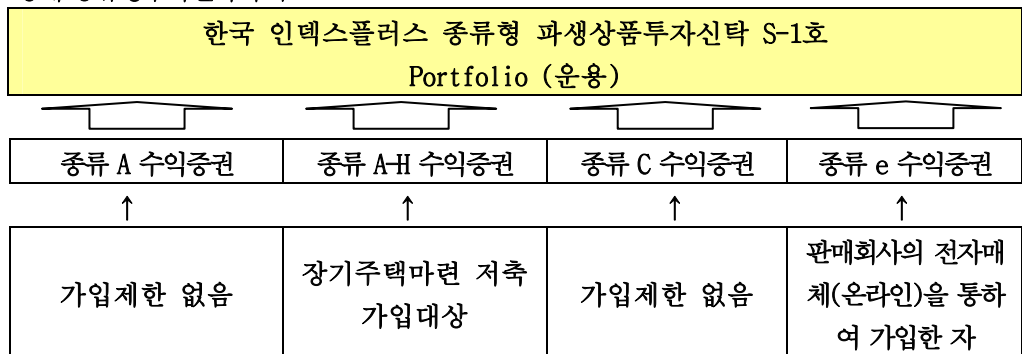 한국 인덱스플러스 종류형 파생상품투자신탁 S-1호
Portfolio (운용)
종류 A 수익증권
종류 A-H 수익증권
종류 C 수익증권
종류 e 수익증권
↑ ↑ ↑ ↑
가입제한 없음
장기주택마련 저축
가입대상
가입제한 없음
판매회사의 전자매
체(온라인)을 통하
여 가입한 자